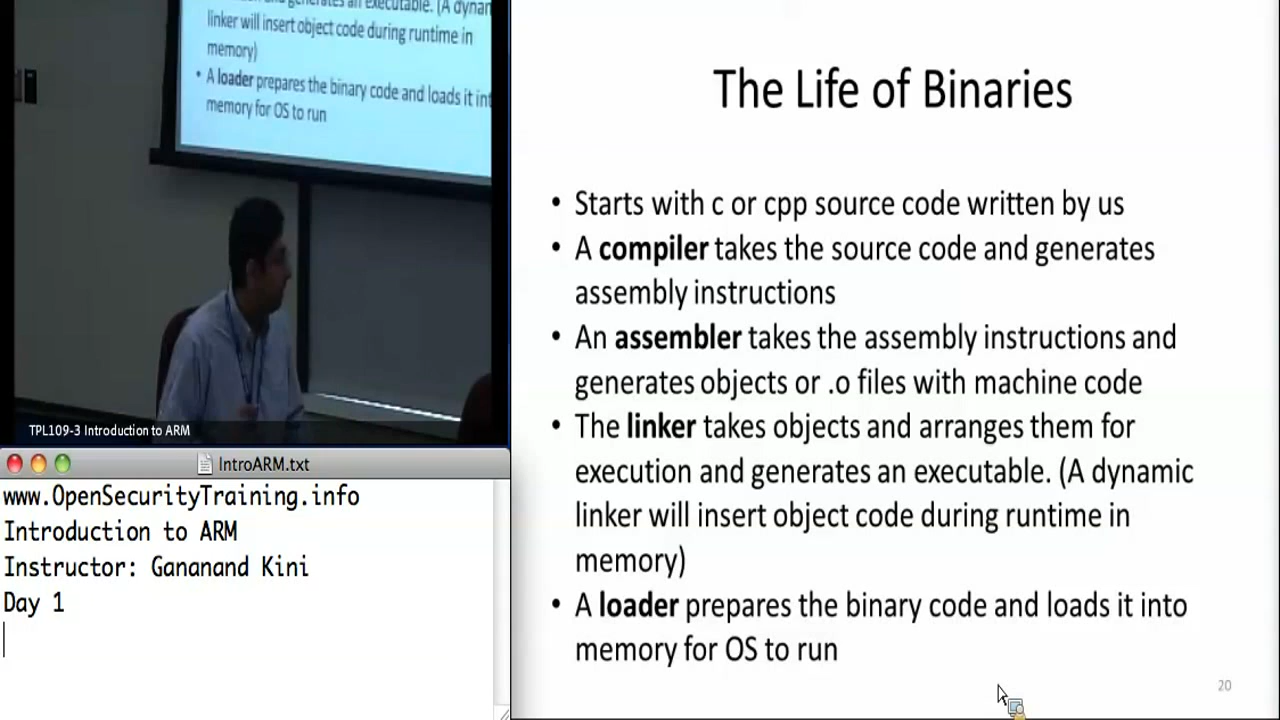 generates an executable. (A dynam
linker will insert object code during runtime in
memory)
• A loader prepares the binary code and loads it int
memory for OS to run
TPL109-3 Introduction to ARM
IntroARM.txt
www.OpenSecurityTraining.info
Introduction to ARM
Instructor: Gananand Kini
Day 1
The Life of Binaries
• Starts with c or cpp source code written by us
• A compiler takes the source code and generates
assembly instructions
• An assembler takes the assembly instructions and
generates objects or .o files with machine code
• The linker takes objects and arranges them for
execution and generates an executable. (A dynamic
linker will insert object code during runtime in
memory)
• A loader prepares the binary code and loads it into
memory for OS to run
20